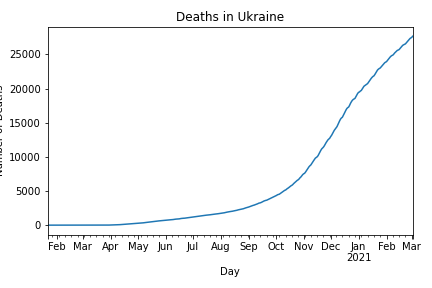 Deaths in Ukraine
Number of Deaths
25000
20000
15000
10000
5000
0
Feb Mar Apr May Jun Jul Aug Sep Oct Nov Dec Jan Feb Mar
2021
Day